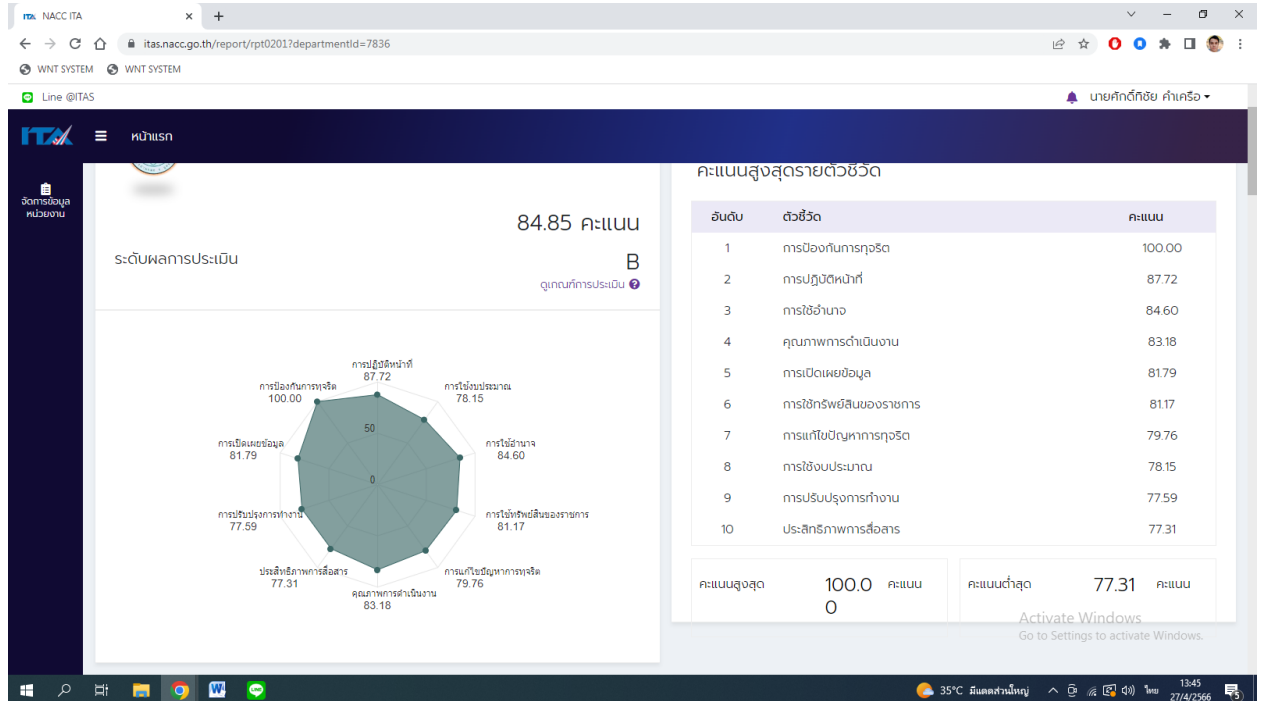 ITA NACC ITA
itas.nacc.go.th/report/rpt0201?departmentId=7836
WNT SYSTEM WNT SYSTEM
Line @ITAS
นายศักดิ์ทิชัย คำเครือ
ITA หน้าแรก
จัดการข้อมูล
หน่วยงาน
84.85 คะแนน
ระดับผลการประเมิน B
ดูเกณฑ์การประเมิน
การปฏิบัติหน้าที่
87.72
การป้องกันการทุจริต
100.00
การใช้งบประมาณ
78.15
50
การเปิดเผยข้อมูล
81.79
การใช้อำนาจ
84.60
0
การปรับปรุงการทำงาน
77.59
การใช้ทรัพย์สินของราชการ
81.17
ประสิทธิภาพการสื่อสาร
77.31
การแก้ไขปัญหาการทุจริต
79.76
คุณภาพการดำเนินงาน
83.18
คะแนนสูงสุดรายตัวชี้วัด
อันดับ ตัวชี้วัด คะแนน
1 การป้องกันการทุจริต 100.00
2 การปฏิบัติหน้าที่ 87.72
3 การใช้อำนาจ 84.60
4 คุณภาพการดำเนินงาน 83.18
5 การเปิดเผยข้อมูล 81.79
6 การใช้ทรัพย์สินของราชการ 81.17
7 การแก้ไขปัญหาการทุจริต 79.76
8 การใช้งบประมาณ 78.15
9 การปรับปรุงการทำงาน 77.59
10 ประสิทธิภาพการสื่อสาร 77.31
คะแนนสูงสุด 100.0 คะแนน
0
คะแนนต่ำสุด 77.31 คะแนน
Activate Windows
Go to Settings to activate Windows.
35°C มีแดดส่วนใหญ่ ไทย 13:45
27/4/2566